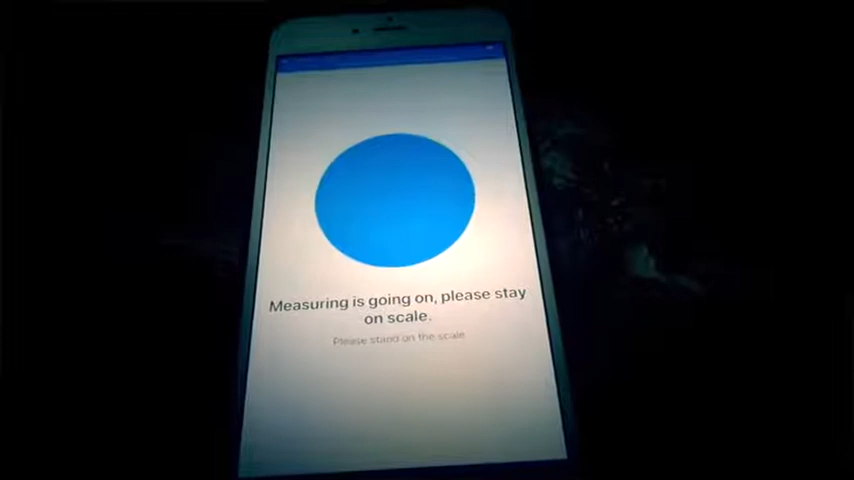 Measuring is going on, please stay
on scale.
Please stand on the scale